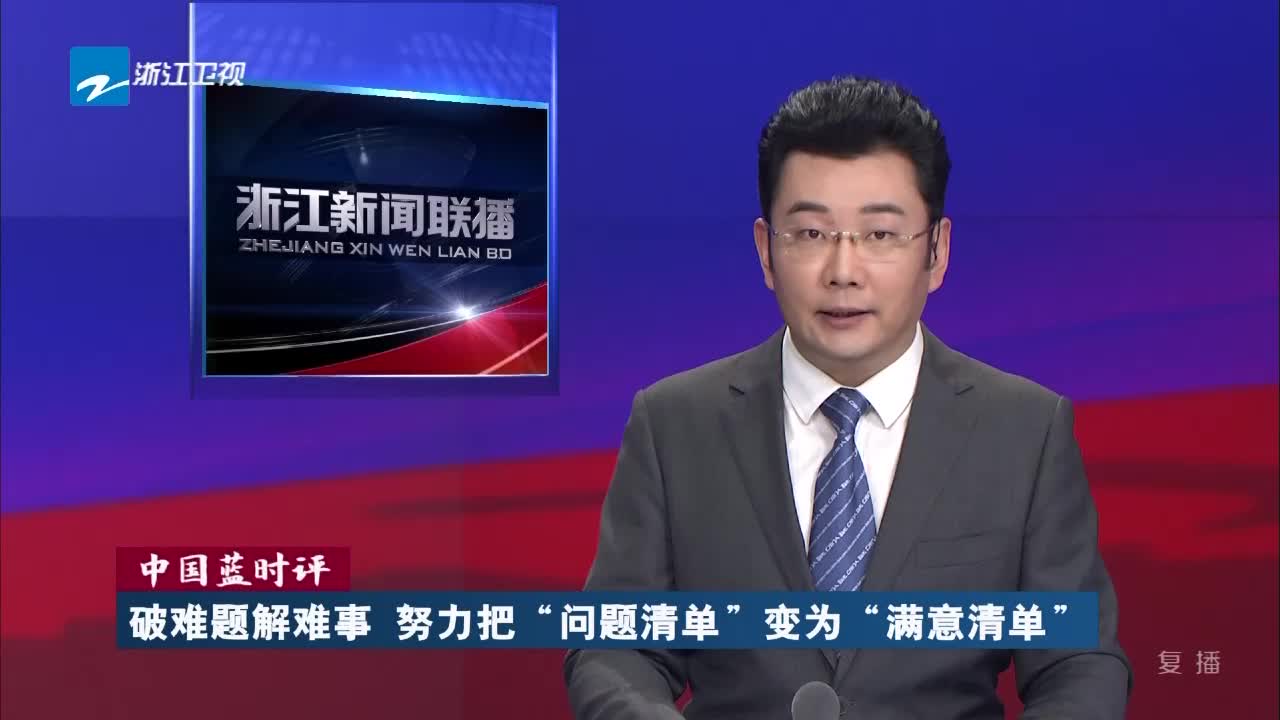 浙江卫视
浙江新闻联播
ZHEJIANG XIN WEN LIAN BO
中国蓝时评
破难题解难事 努力把“问题清单”变为“满意清单”
复播